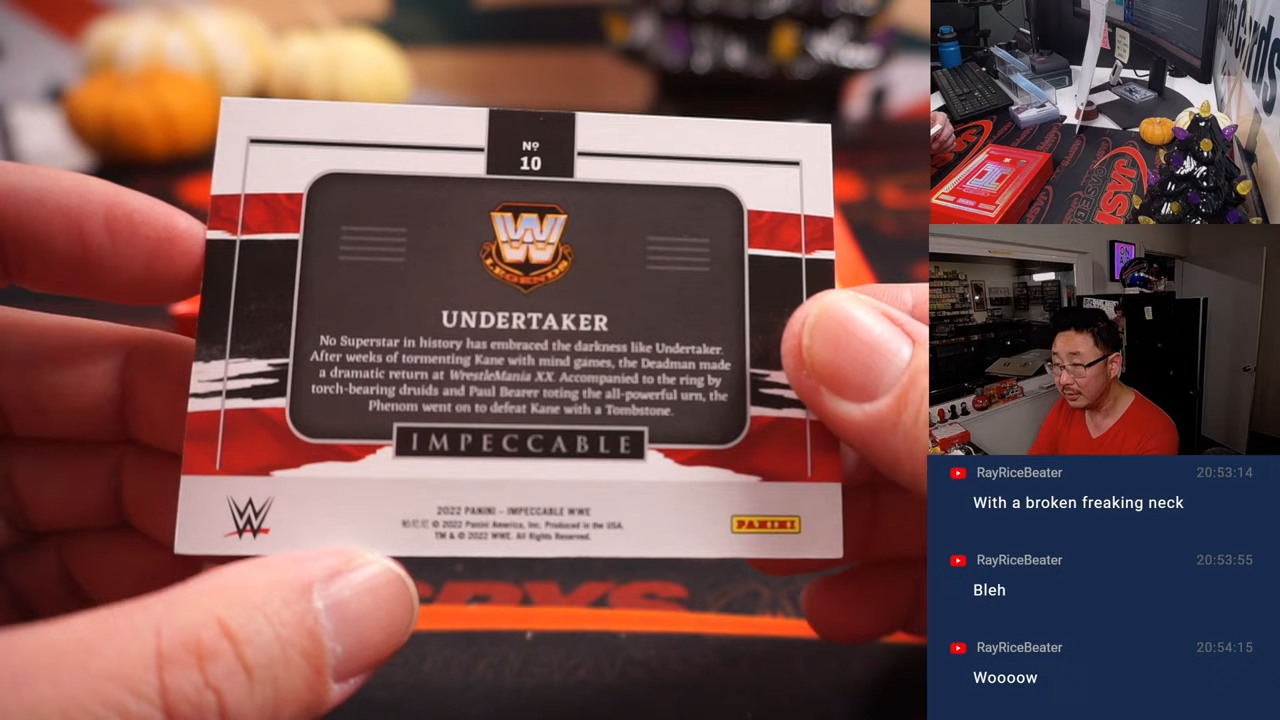 Nº
10
LEGENDS
UNDERTAKER
No Superstar in history has embraced the darkness like Undertaker.
After weeks of tormenting Kane with mind games, the Deadman made
a dramatic return at WrestleMania XX. Accompanied to the ring by
torch-bearing druids and Paul Bearer toting the all-powerful urn, the
Phenom went on to defeat Kane with a Tombstone.
IMPECCABLE
2022 PANINI – IMPECCABLE WWE
© 2022 Panini America, Inc. Produced in the USA.
TM & © 2022 WWE. All Rights Reserved.
PANINI
RayRiceBeater 20:53:14
With a broken freaking neck
RayRiceBeater 20:53:55
Bleh
RayRiceBeater 20:54:15
Woooow